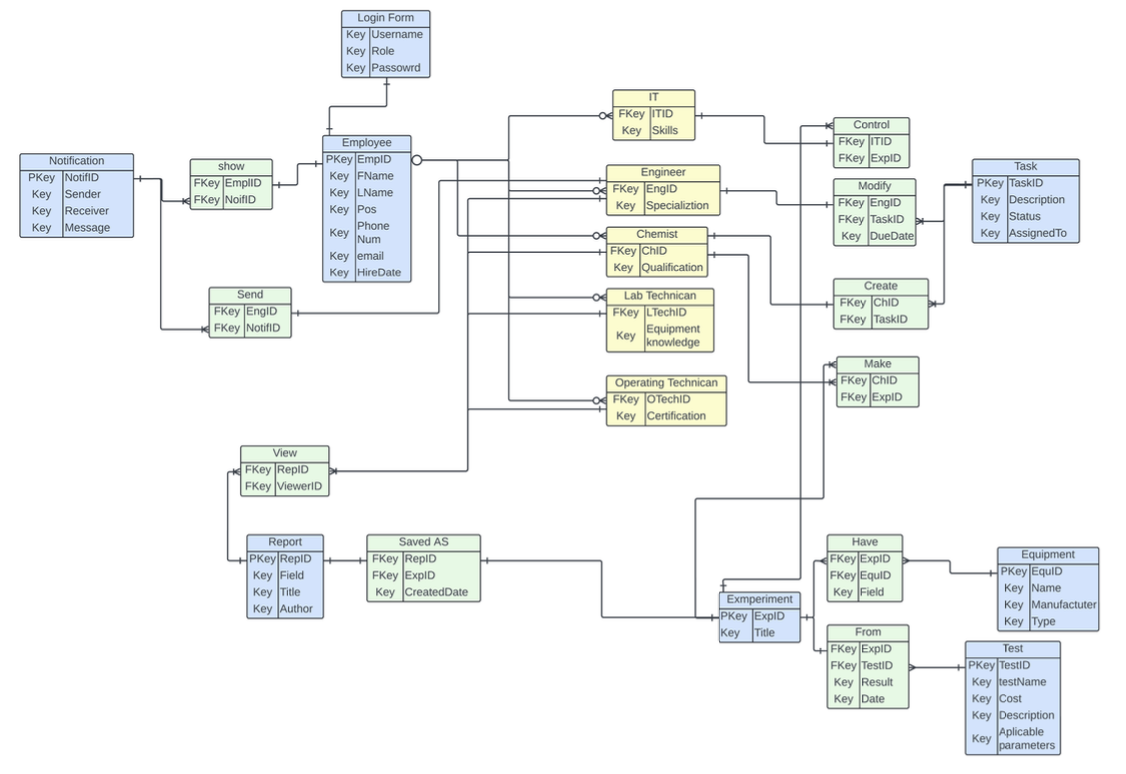 Login Form
Key Username
Key Role
Key Passowrd
Notification
PKey NotifID
Key Sender
Key Receiver
Key Message
show
FKey EmplID
FKey NoifID
Employee
PKey EmpID
Key FName
Key LName
Key Pos
Key Phone
Num
Key email
Key HireDate
Send
FKey EngID
FKey NotifID
IT
FKey ITID
Key Skills
Engineer
FKey EngID
Key Specializtion
Chemist
FKey ChID
Key Qualification
Lab Technican
FKey LTechID
Key Equipment
knowledge
Operating Technican
FKey OTechID
Key Certification
Control
FKey ITID
FKey ExpID
Modify
FKey EngID
FKey TaskID
Key DueDate
Task
PKey TaskID
Key Description
Key Status
Key AssignedTo
Create
FKey ChID
FKey TaskID
Make
FKey ChID
FKey ExpID
View
FKey RepID
FKey ViewerID
Report
PKey RepID
Key Field
Key Title
Key Author
Saved AS
FKey RepID
FKey ExpID
Key CreatedDate
Exmperiment
PKey ExpID
Key Title
Have
FKey ExpID
FKey EquID
Key Field
Equipment
PKey EquID
Key Name
Key Manufactuter
Key Type
From
FKey ExpID
FKey TestID
Key Result
Key Date
Test
PKey TestID
Key testName
Key Cost
Key Description
Key Aplicable
parameters